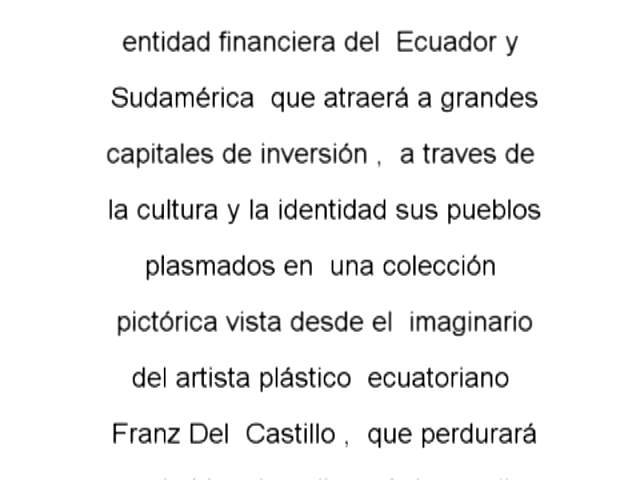 entidad financiera del Ecuador y
Sudamérica que atraerá a grandes
capitales de inversión , a traves de
la cultura y la identidad sus pueblos
plasmados en una colección
pictórica vista desde el imaginario
del artista plástico ecuatoriano
Franz Del Castillo , que perdurará